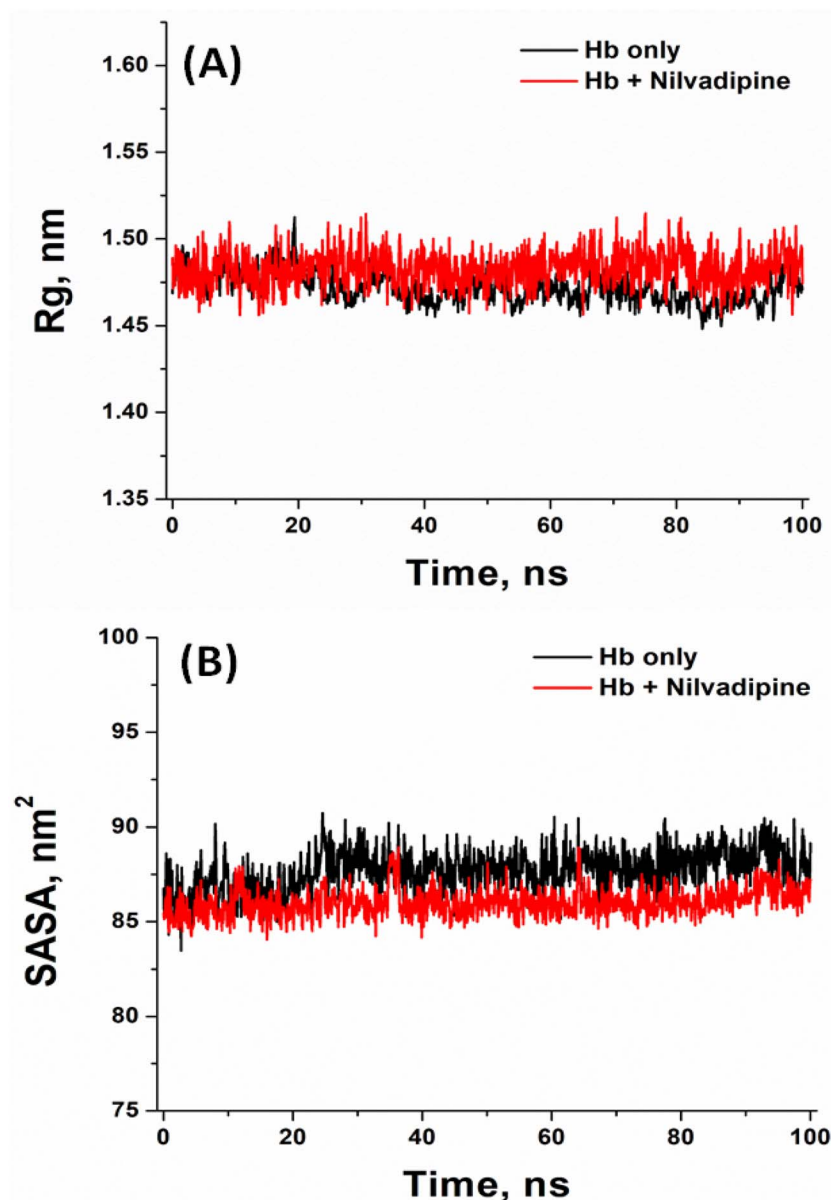 (A)
Hb only
Hb + Nilvadipine
1.60
1.55
1.50
1.45
1.40
1.35
Rg, nm
0 20 40 60 80 100
Time, ns
(B)
Hb only
Hb + Nilvadipine
100
95
90
85
80
75
SASA, nm²
0 20 40 60 80 100
Time, ns